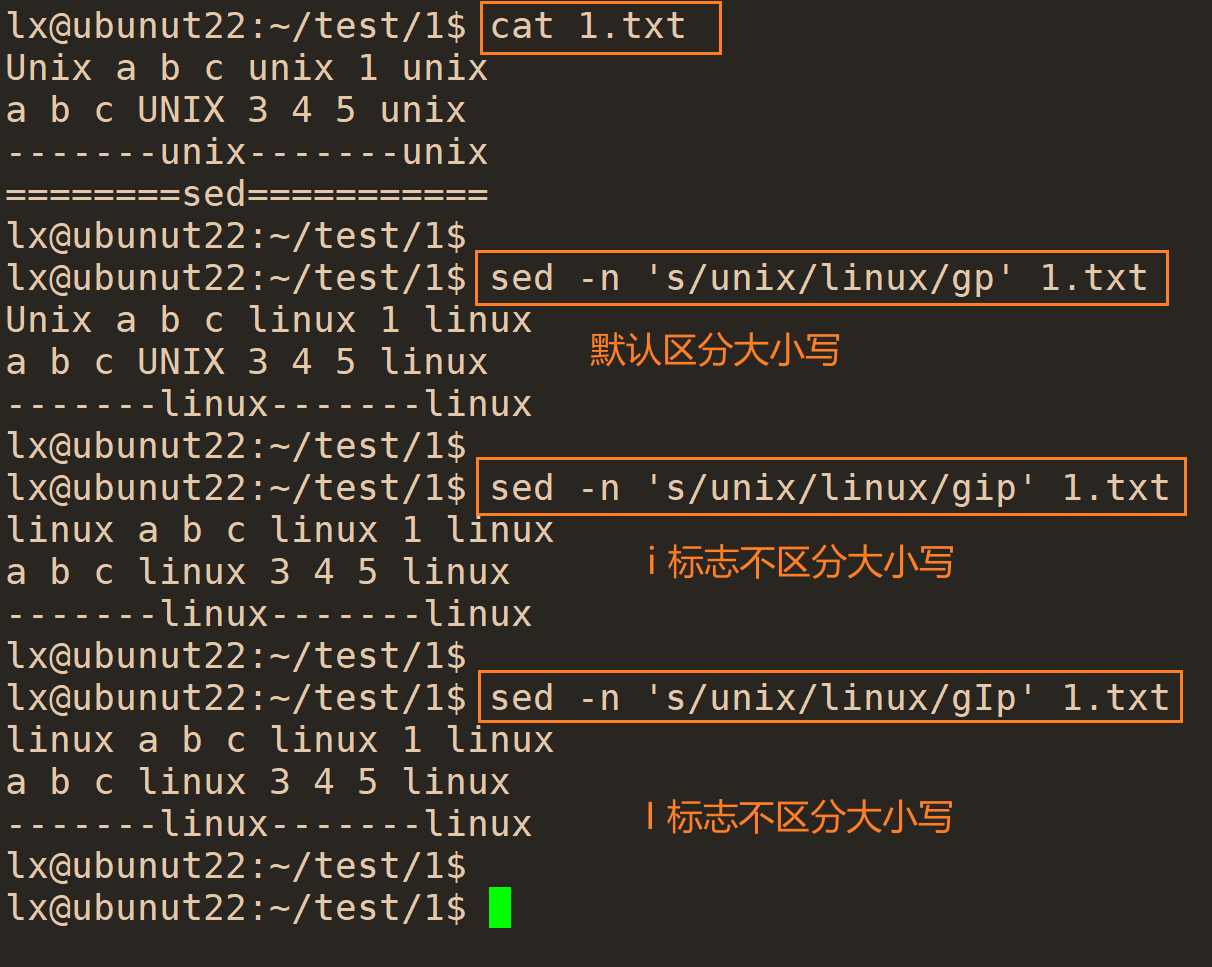 lx@ubunut22:~/test/1$ cat 1.txt
Unix a b c unix 1 unix
a b c UNIX 3 4 5 unix
-------unix-------unix
========sed===========
lx@ubunut22:~/test/1$
lx@ubunut22:~/test/1$ sed -n 's/unix/linux/gp' 1.txt
Unix a b c linux 1 linux
默认区分大小写
a b c UNIX 3 4 5 linux
-------linux-------linux
lx@ubunut22:~/test/1$
lx@ubunut22:~/test/1$ sed -n 's/unix/linux/gip' 1.txt
linux a b c linux 1 linux
i 标志不区分大小写
a b c linux 3 4 5 linux
-------linux-------linux
lx@ubunut22:~/test/1$
lx@ubunut22:~/test/1$ sed -n 's/unix/linux/gIp' 1.txt
linux a b c linux 1 linux
a b c linux 3 4 5 linux
I 标志不区分大小写
-------linux-------linux
lx@ubunut22:~/test/1$
lx@ubunut22:~/test/1$